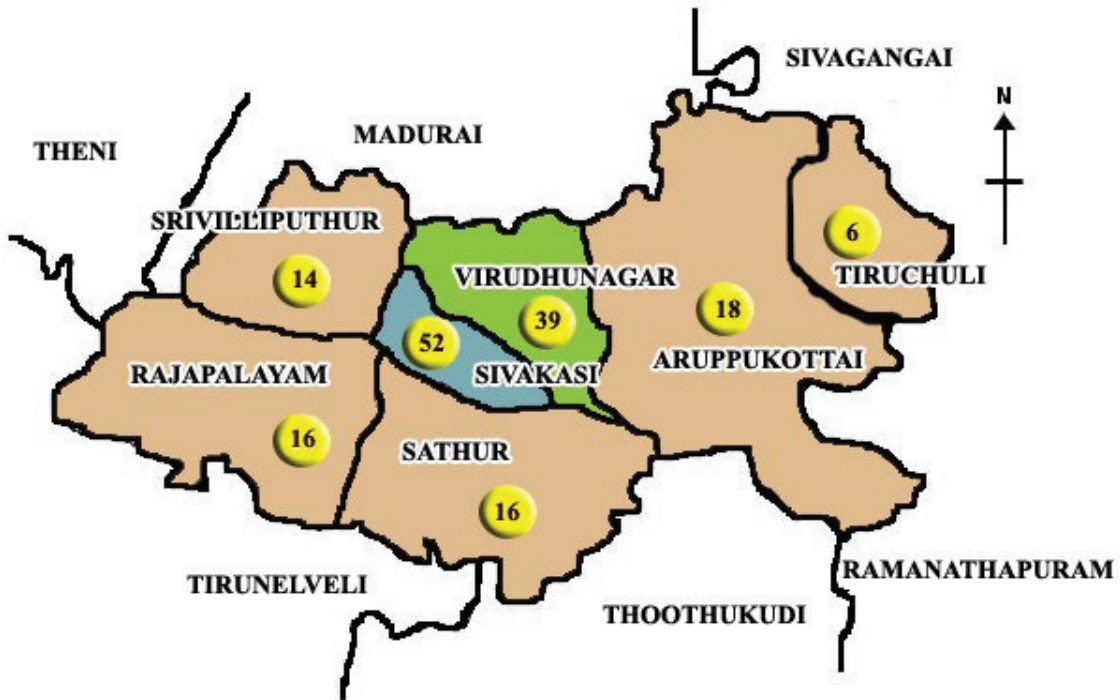 SIVAGANGAI
N
MADURAI
THENI
SRIVILLIPUTHUR
6
14
VIRUDHUNAGAR
TIRUCHULI
39
18
52
SIVAKASI
ARUPPUKOTTAI
RAJAPALAYAM
16
SATHUR
16
TIRUNELVELI
RAMANATHAPURAM
THOOTHUKUDI